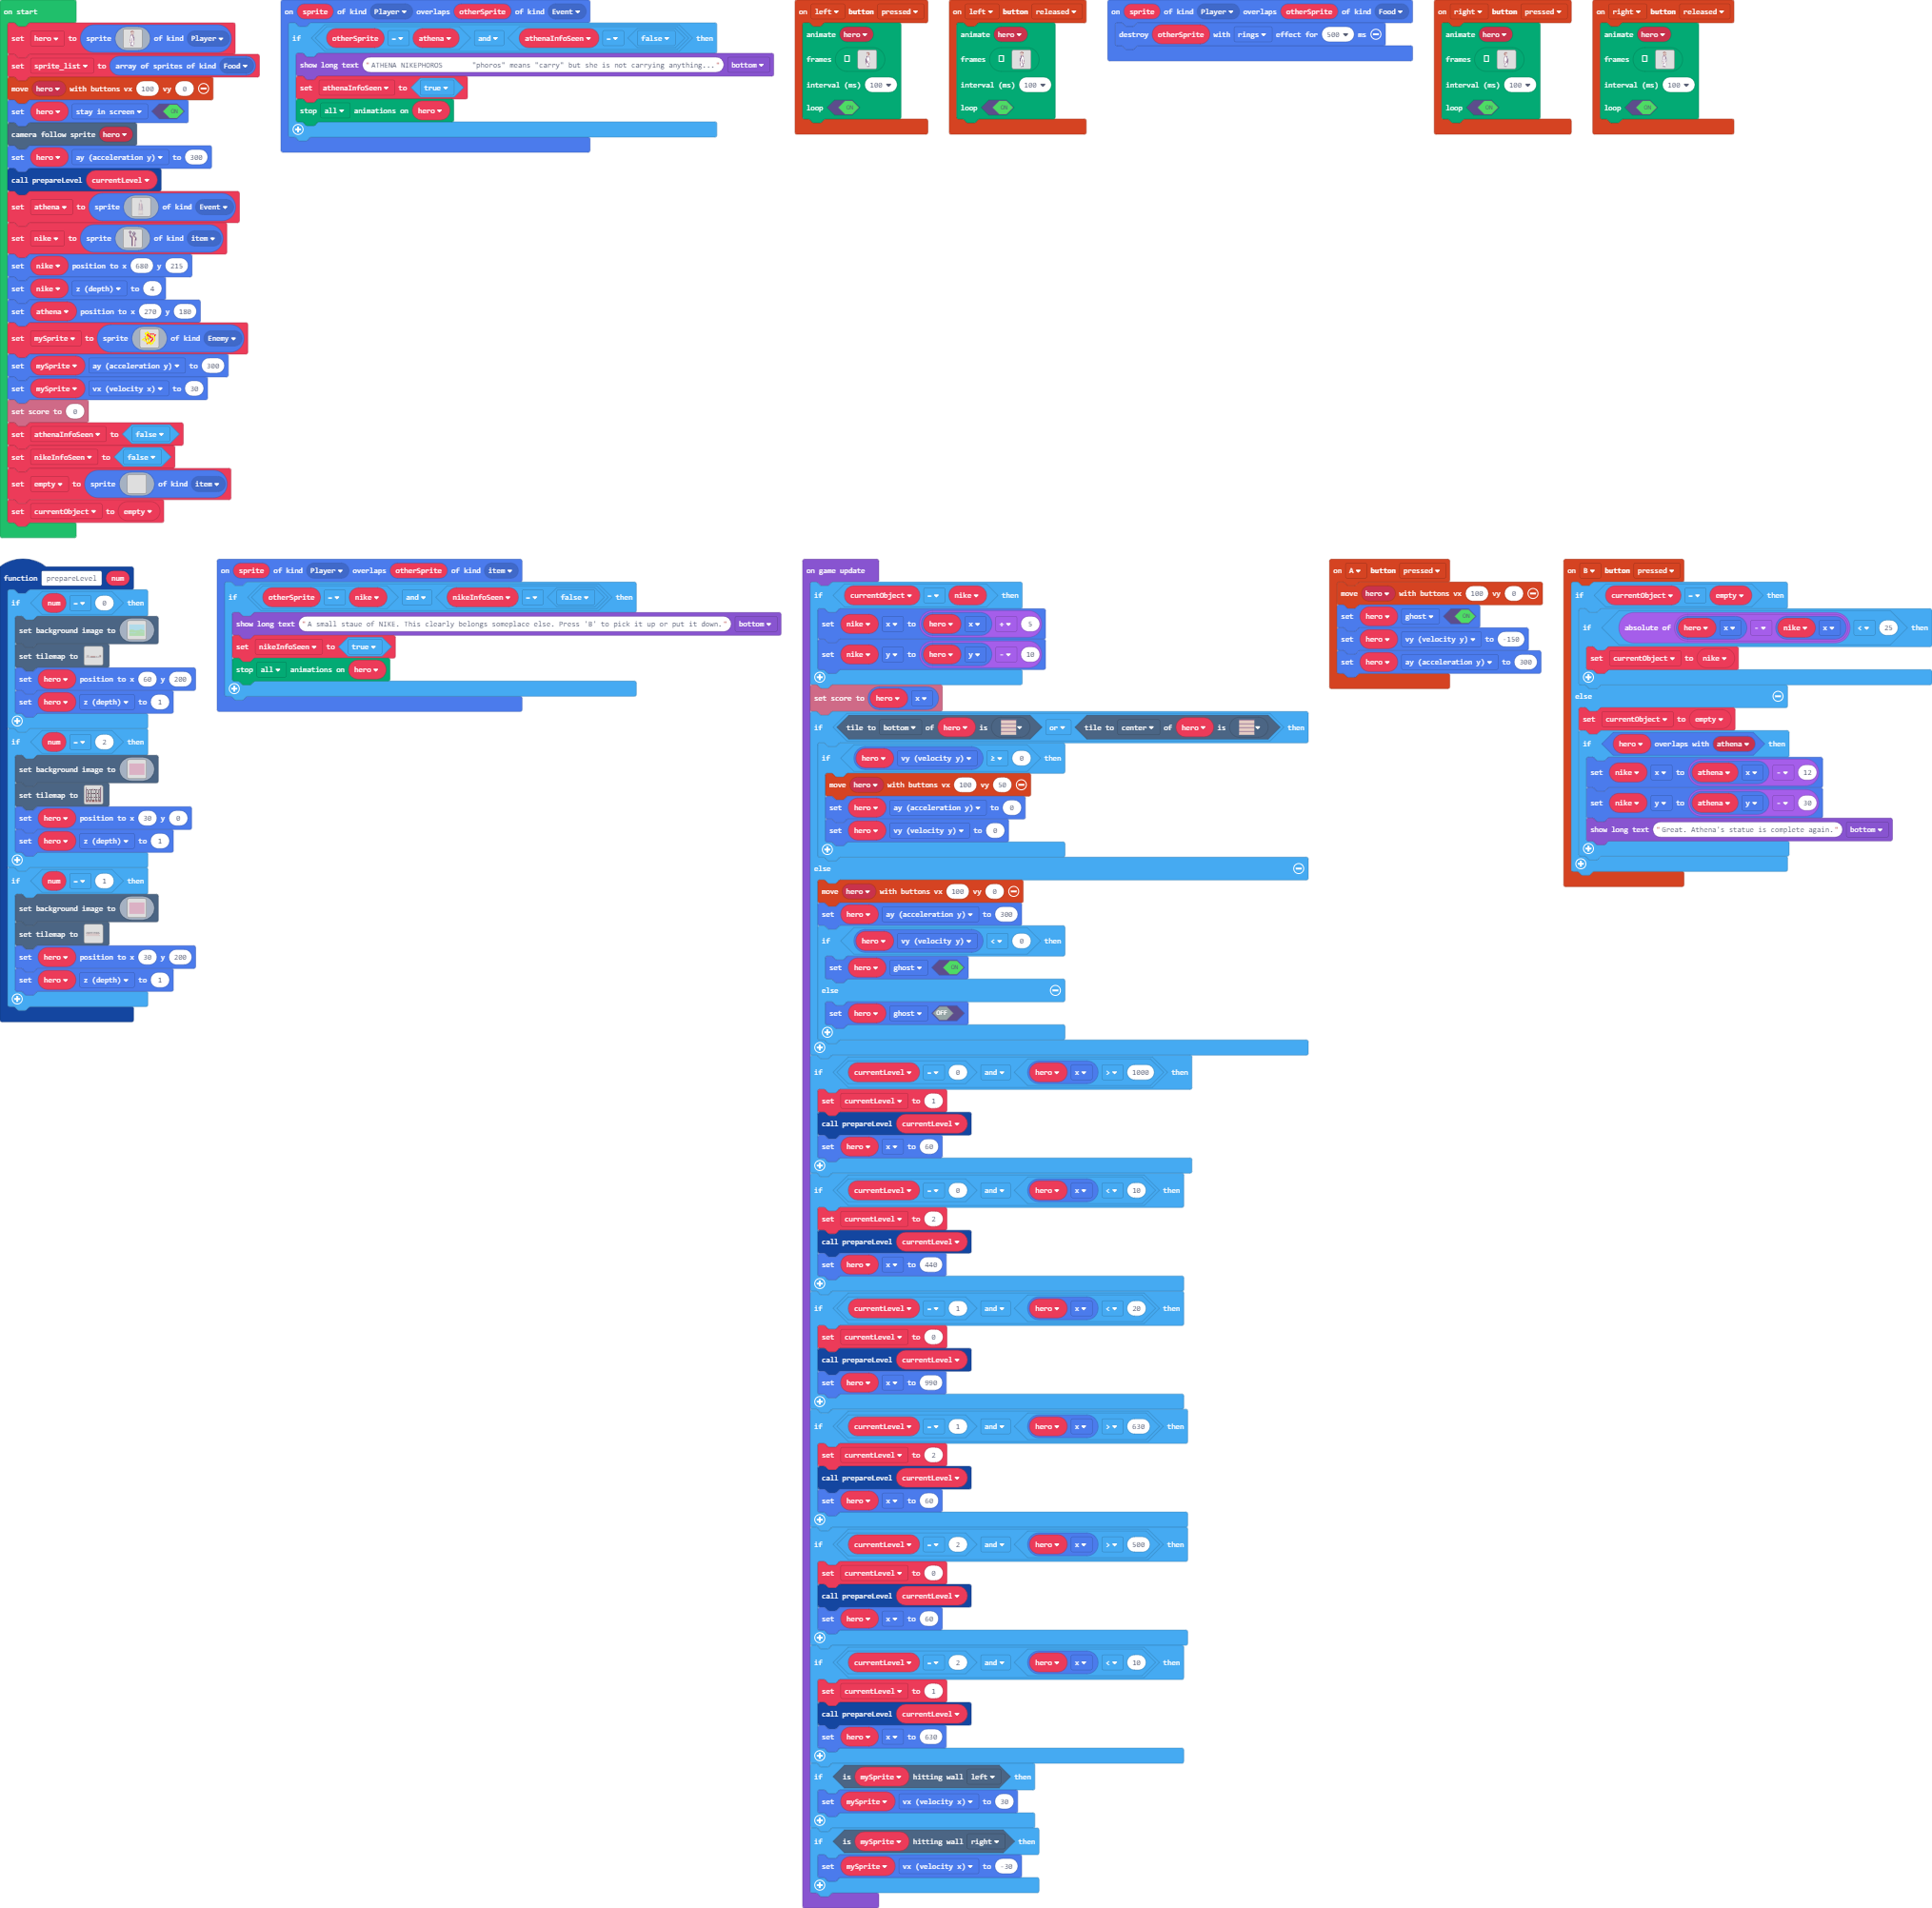 on start
set hero to sprite of kind Player
set sprite_list to array of sprites of kind Food
move hero with buttons vx 100 vy 0
set hero stay in screen ON
camera follow sprite hero
set hero ay (acceleration y) to 300
call prepareLevel currentLevel
set athena to sprite of kind Event
set nike to sprite of kind item
set nike position to x 680 y 215
set nike z (depth) to 4
set athena position to x 270 y 180
set mySprite to sprite of kind Enemy
set mySprite ay (acceleration y) to 300
set mySprite vx (velocity x) to 30
set score to 0
set athenaInfoSeen to false
set nikeInfoSeen to false
set empty to sprite of kind item
set currentObject to empty
on sprite of kind Player overlaps otherSprite of kind Event
if otherSprite = athena and athenaInfoSeen = false then
show long text "ATHENA NIKEPHOROS "phoros" means "carry" but she is not carrying anything..." bottom
set athenaInfoSeen to true
stop all animations on hero
on left button pressed
animate hero
frames
interval (ms) 100
loop ON
on left button released
animate hero
frames
interval (ms) 100
loop ON
on sprite of kind Player overlaps otherSprite of kind Food
destroy otherSprite with rings effect for 500 ms
on right button pressed
animate hero
frames
interval (ms) 100
loop ON
on right button released
animate hero
frames
interval (ms) 100
loop ON
function prepareLevel num
if num = 0 then
set background image to
set tilemap to
set hero position to x 60 y 200
set hero z (depth) to 1
if num = 2 then
set background image to
set tilemap to
set hero position to x 30 y 0
set hero z (depth) to 1
if num = 1 then
set background image to
set tilemap to
set hero position to x 30 y 200
set hero z (depth) to 1
on sprite of kind Player overlaps otherSprite of kind item
if otherSprite = nike and nikeInfoSeen = false then
show long text "A small staue of NIKE. This clearly belongs someplace else. Press 'B' to pick it up or put it down." bottom
set nikeInfoSeen to true
stop all animations on hero
on game update
if currentObject = nike then
set nike x to hero x + 5
set nike y to hero y - 10
set score to hero x
if tile to bottom of hero is or tile to center of hero is then
if hero vy (velocity y) ≥ 0 then
move hero with buttons vx 100 vy 50
set hero ay (acceleration y) to 0
set hero vy (velocity y) to 0
else
move hero with buttons vx 100 vy 0
set hero ay (acceleration y) to 300
if hero vy (velocity y) < 0 then
set hero ghost ON
else
set hero ghost OFF
if currentLevel = 0 and hero x > 1000 then
set currentLevel to 1
call prepareLevel currentLevel
set hero x to 60
if currentLevel = 0 and hero x < 10 then
set currentLevel to 2
call prepareLevel currentLevel
set hero x to 440
if currentLevel = 1 and hero x < 20 then
set currentLevel to 0
call prepareLevel currentLevel
set hero x to 990
if currentLevel = 1 and hero x > 630 then
set currentLevel to 2
call prepareLevel currentLevel
set hero x to 60
if currentLevel = 2 and hero x > 500 then
set currentLevel to 0
call prepareLevel currentLevel
set hero x to 60
if currentLevel = 2 and hero x < 10 then
set currentLevel to 1
call prepareLevel currentLevel
set hero x to 630
if is mySprite hitting wall left then
set mySprite vx (velocity x) to 30
if is mySprite hitting wall right then
set mySprite vx (velocity x) to -30
on A button pressed
move hero with buttons vx 100 vy 0
set hero ghost ON
set hero vy (velocity y) to -150
set hero ay (acceleration y) to 300
on B button pressed
if currentObject = empty then
if absolute of hero x - nike x < 25 then
set currentObject to nike
else
set currentObject to empty
if hero overlaps with athena then
set nike x to athena x - 12
set nike y to athena y - 30
show long text "Great. Athena's statue is complete again." bottom